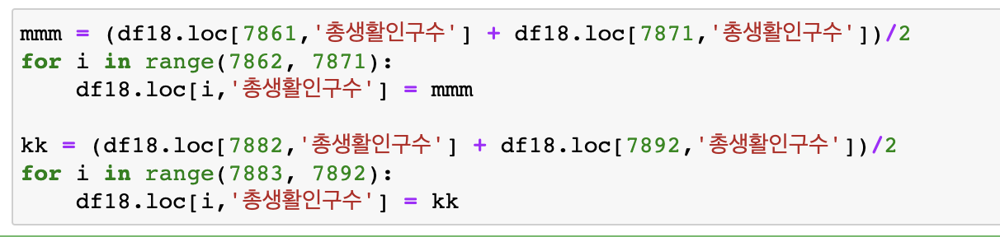 mmm = (df18.loc[7861,'총생활인구수'] + df18.loc[7871,'총생활인구수'])/2
for i in range(7862, 7871):
    df18.loc[i,'총생활인구수'] = mmm

kk = (df18.loc[7882,'총생활인구수'] + df18.loc[7892,'총생활인구수'])/2
for i in range(7883, 7892):
    df18.loc[i,'총생활인구수'] = kk